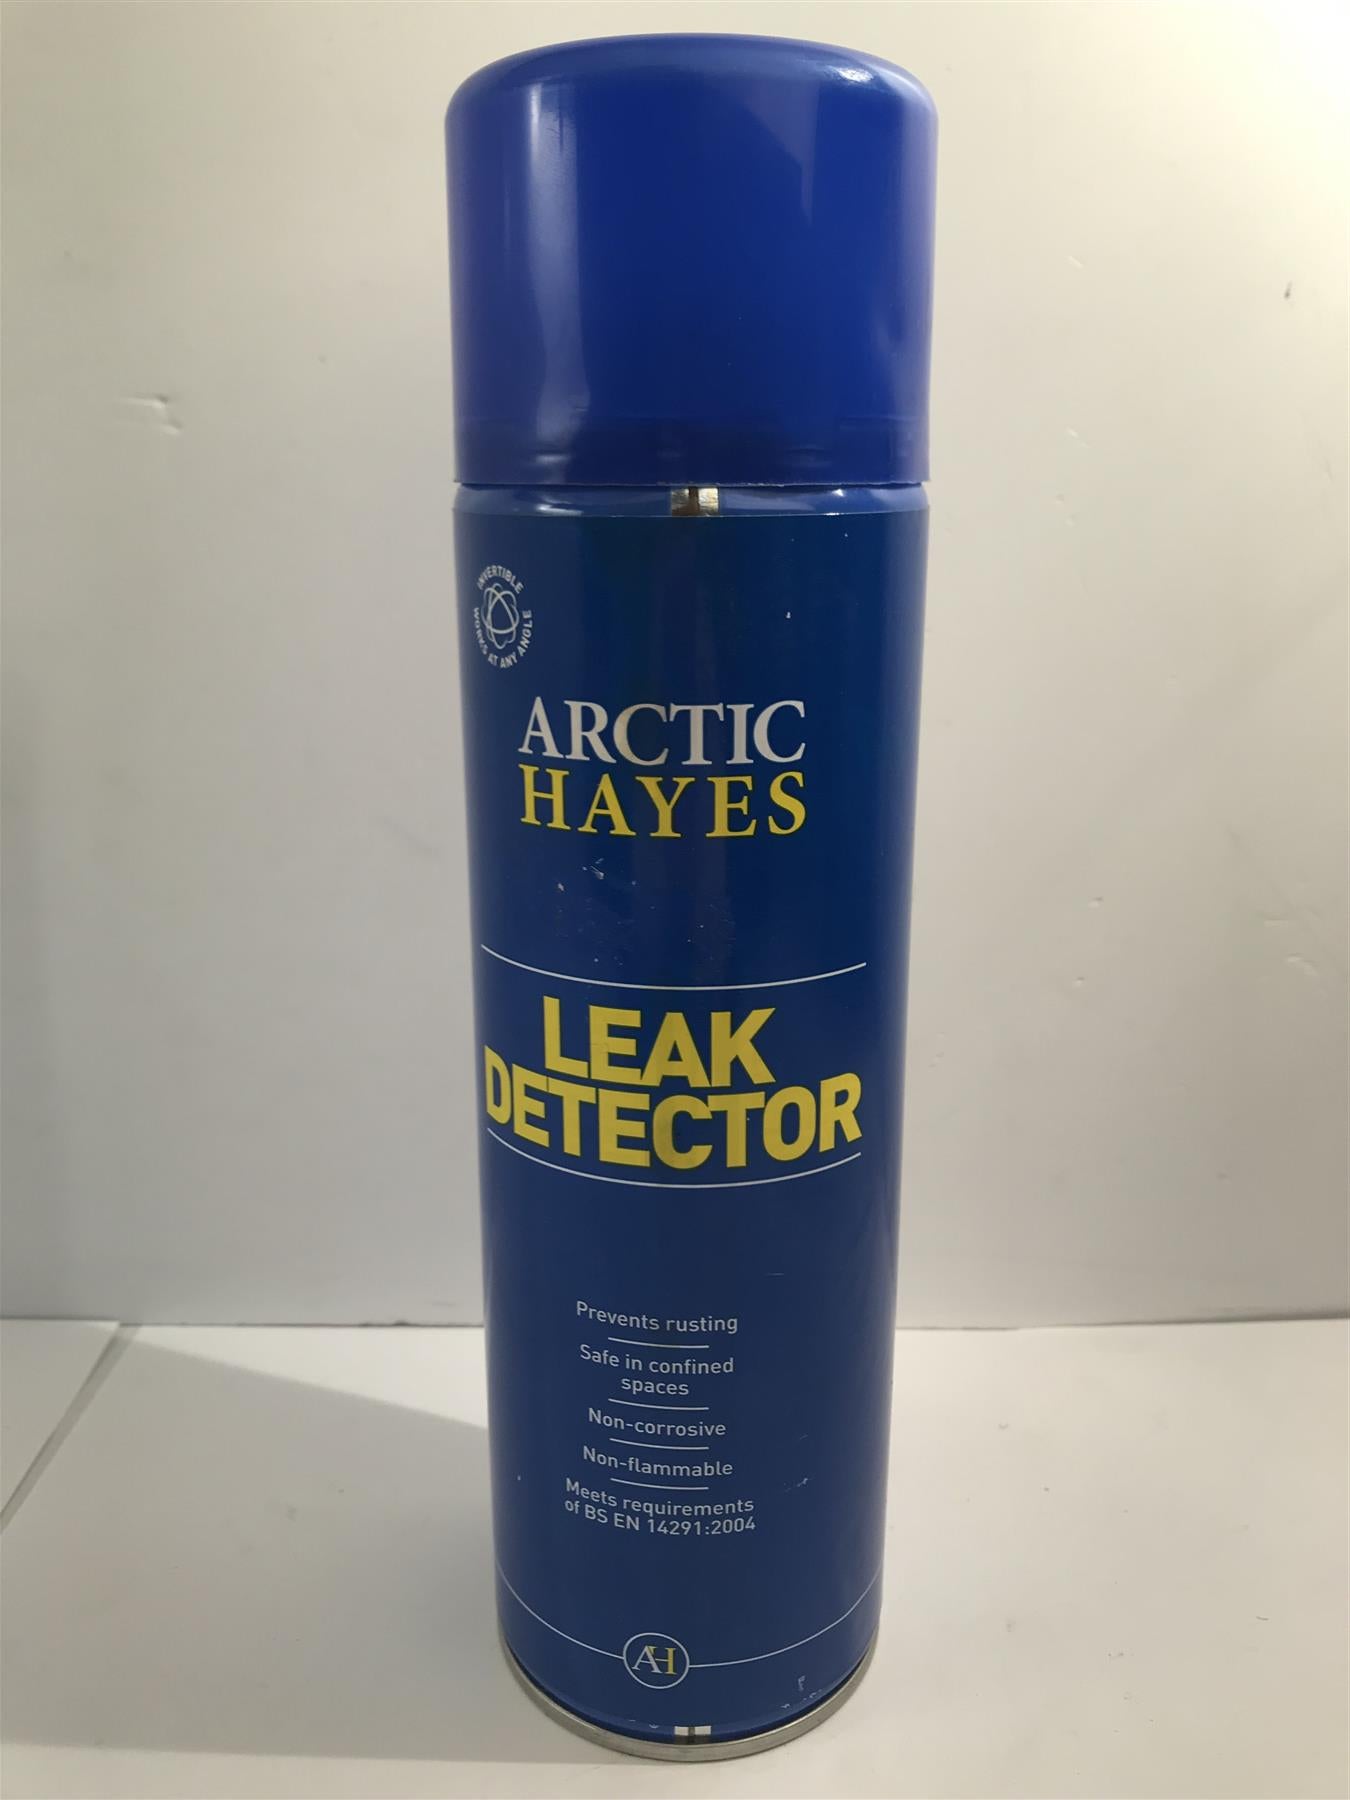 INVERTIBLE
WORKS AT ANY ANGLE
ARCTIC
HAYES
LEAK
DETECTOR
Prevents rusting
Safe in confined
spaces
Non-corrosive
Non-flammable
Meets requirements
of BS EN 14291:2004
AH